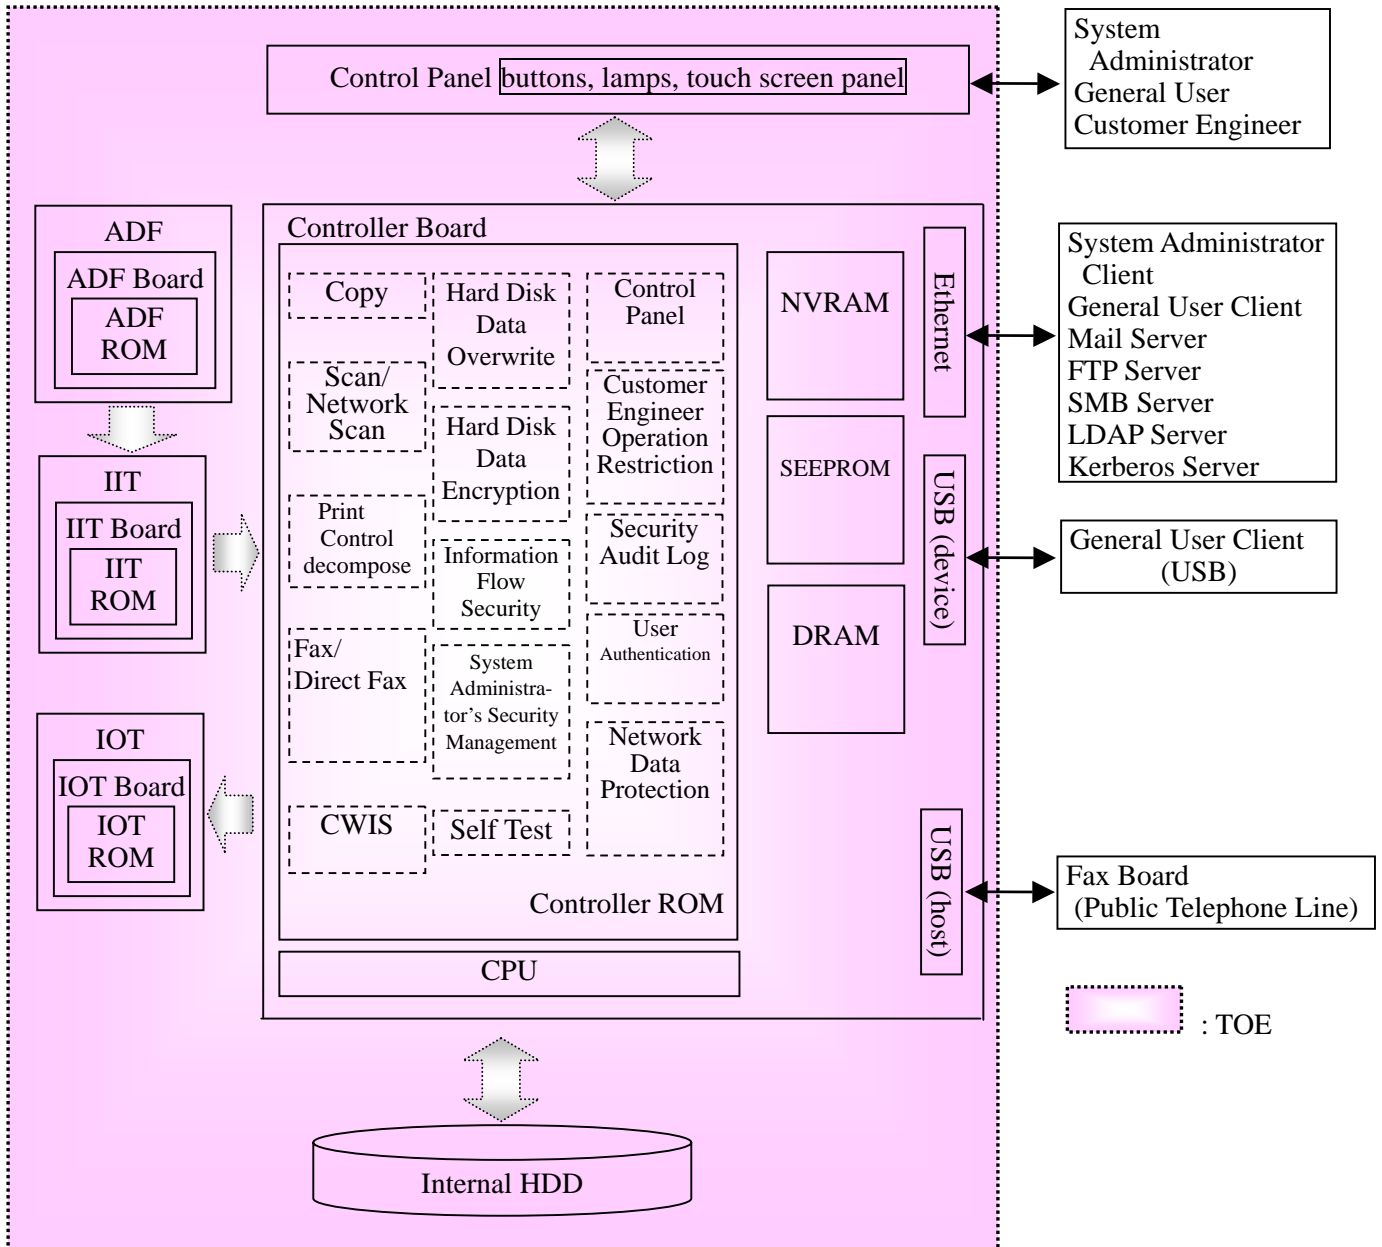 Control Panel buttons, lamps, touch screen panel
System
Administrator
General User
Customer Engineer
ADF
ADF Board
ADF
ROM
IIT
IIT Board
IIT
ROM
IOT
IOT Board
IOT
ROM
Controller Board
Copy
Scan/
Network
Scan
Print
Control
decompose
Fax/
Direct Fax
CWIS
Hard Disk
Data
Overwrite
Hard Disk
Data
Encryption
Information
Flow
Security
System
Administra-
tor’s Security
Management
Self Test
Control
Panel
Customer
Engineer
Operation
Restriction
Security
Audit Log
User
Authentication
Network
Data
Protection
Controller ROM
CPU
NVRAM
SEEPROM
DRAM
Ethernet
USB (device)
USB (host)
System Administrator
Client
General User Client
Mail Server
FTP Server
SMB Server
LDAP Server
Kerberos Server
General User Client
(USB)
Fax Board
(Public Telephone Line)
: TOE
Internal HDD